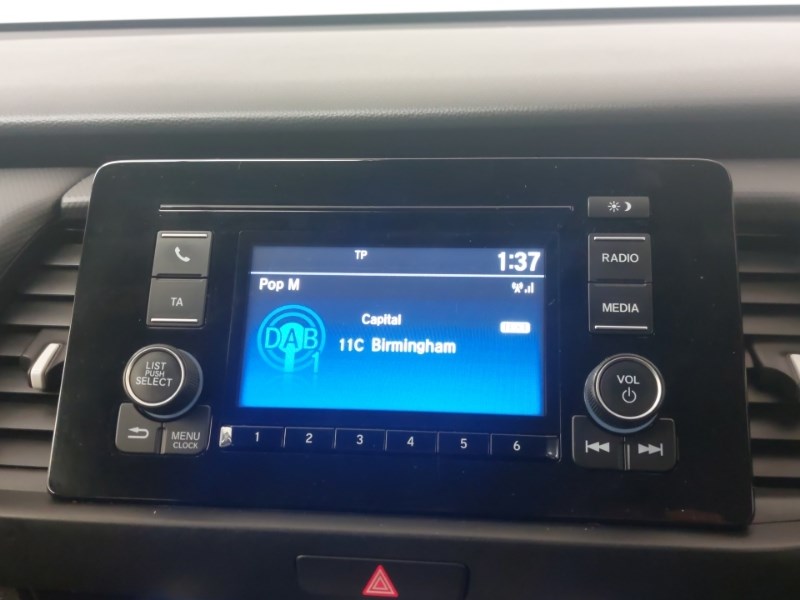 TP
1:37
Pop M
Capital
DAB
1
11C Birmingham
TA
LIST
PUSH
SELECT
MENU
CLOCK
1 2 3 4 5 6
RADIO
MEDIA
VOL